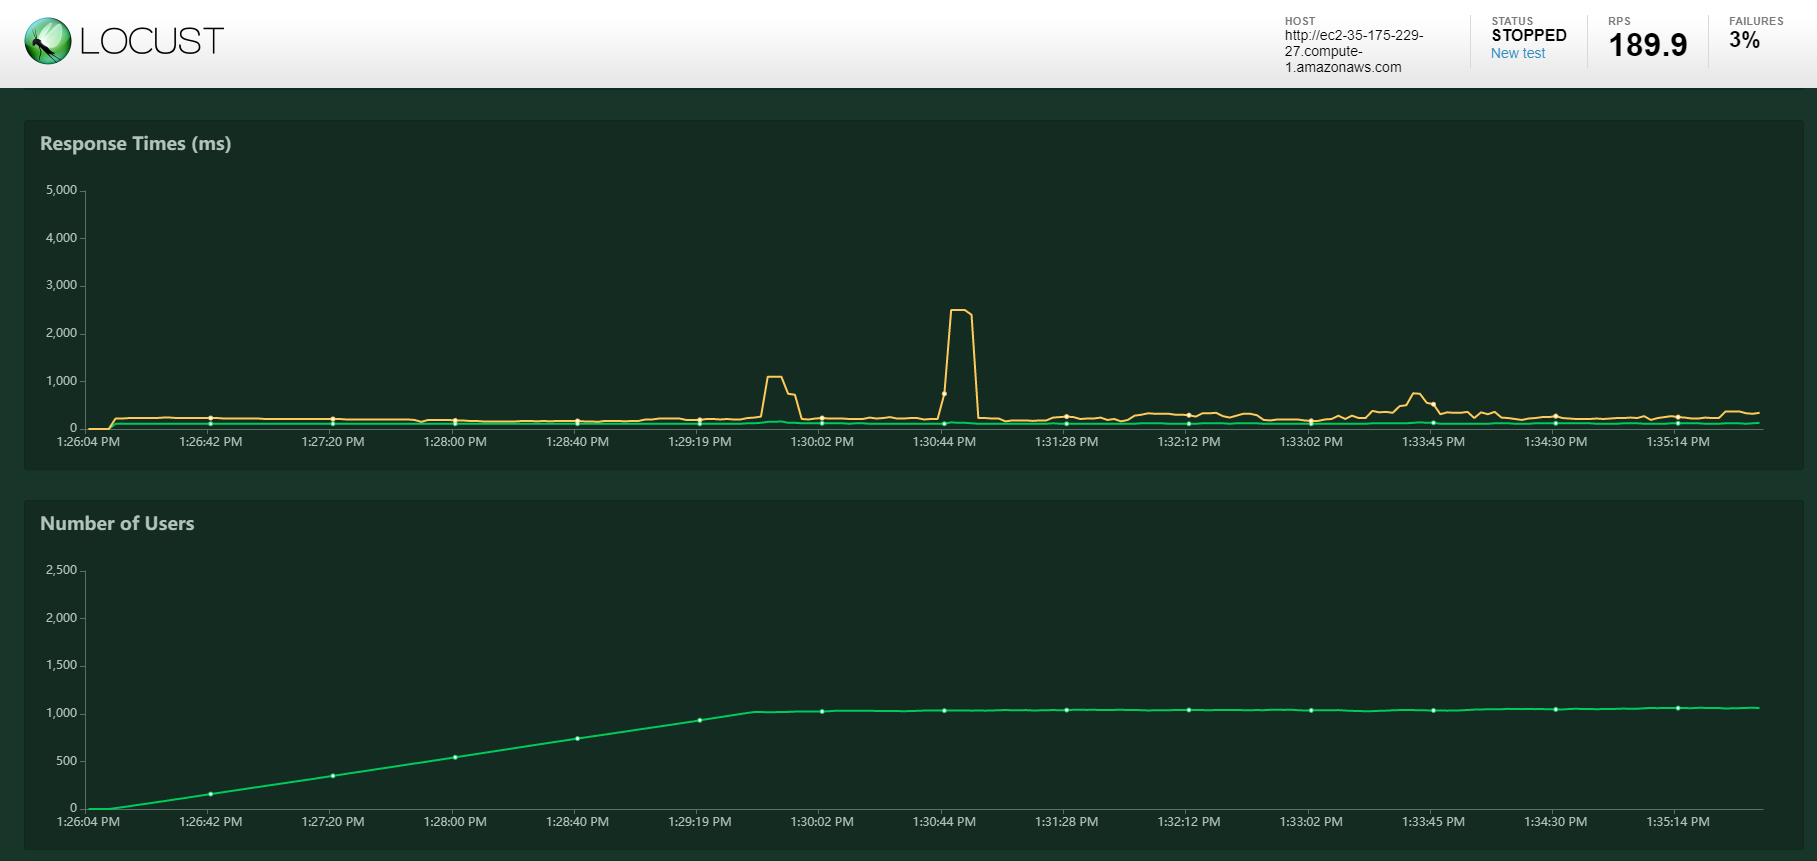 LOCUST
HOST
http://ec2-35-175-229-
27.compute-
1.amazonaws.com
STATUS
STOPPED
New test
RPS
189.9
FAILURES
3%
Response Times (ms)
5,000
4,000
3,000
2,000
1,000
0
1:26:04 PM 1:26:42 PM 1:27:20 PM 1:28:00 PM 1:28:40 PM 1:29:19 PM 1:30:02 PM 1:30:44 PM 1:31:28 PM 1:32:12 PM 1:33:02 PM 1:33:45 PM 1:34:30 PM 1:35:14 PM
Number of Users
2,500
2,000
1,500
1,000
500
0
1:26:04 PM 1:26:42 PM 1:27:20 PM 1:28:00 PM 1:28:40 PM 1:29:19 PM 1:30:02 PM 1:30:44 PM 1:31:28 PM 1:32:12 PM 1:33:02 PM 1:33:45 PM 1:34:30 PM 1:35:14 PM